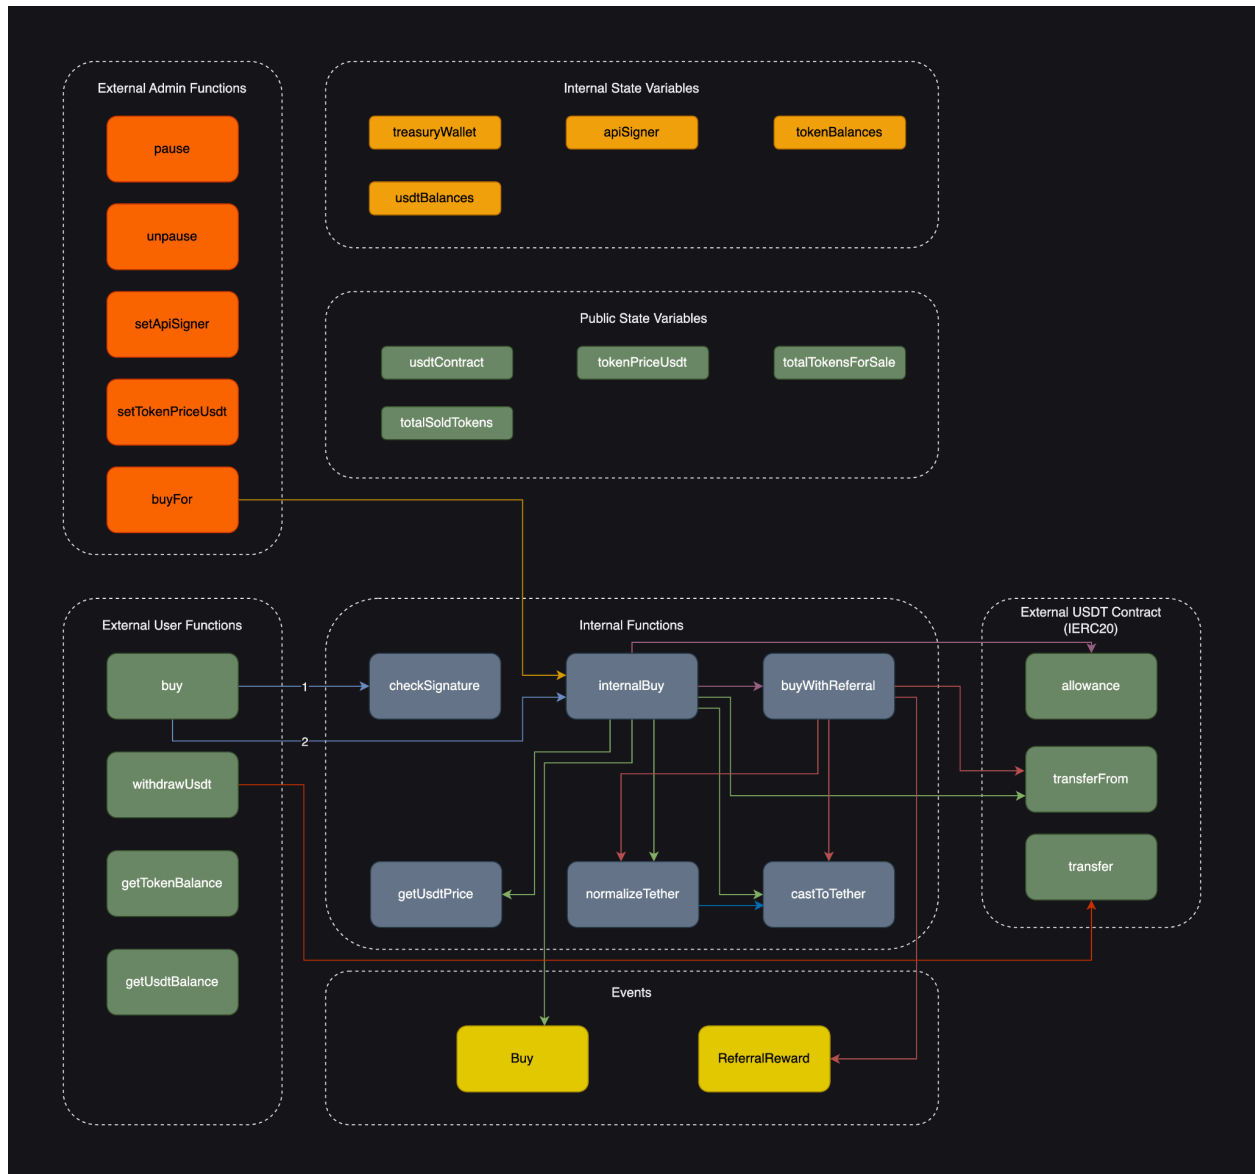 External Admin Functions
pause
unpause
setApiSigner
setTokenPriceUsdt
buyFor
Internal State Variables
treasuryWallet
apiSigner
tokenBalances
usdtBalances
Public State Variables
usdtContract
tokenPriceUsdt
totalTokensForSale
totalSoldTokens
External User Functions
buy
withdrawUsdt
getTokenBalance
getUsdtBalance
1
2
Internal Functions
checkSignature
internalBuy
buyWithReferral
getUsdtPrice
normalizeTether
castToTether
External USDT Contract
(IERC20)
allowance
transferFrom
transfer
Events
Buy
ReferralReward